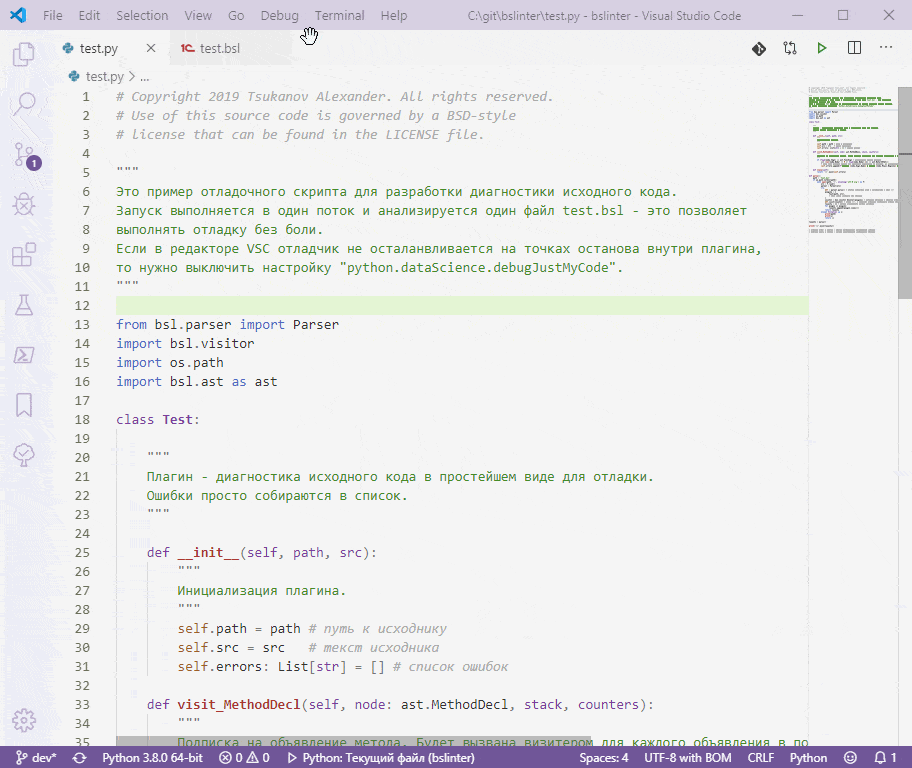 File Edit Selection View Go Debug Terminal Help C:\git\bslinter\test.py - bslinter - Visual Studio Code
test.py 1C test.bsl
test.py > ...
1 # Copyright 2019 Tsukanov Alexander. All rights reserved.
2 # Use of this source code is governed by a BSD-style
3 # license that can be found in the LICENSE file.
4
5 """
6 Это пример отладочного скрипта для разработки диагностики исходного кода.
7 Запуск выполняется в один поток и анализируется один файл test.bsl - это позволяет
8 выполнять отладку без боли.
9 Если в редакторе VSC отладчик не осталанвливается на точках останова внутри плагина,
10 то нужно выключить настройку "python.dataScience.debugJustMyCode".
11 """
12
13 from bsl.parser import Parser
14 import bsl.visitor
15 import os.path
16 import bsl.ast as ast
17
18 class Test:
19
20 """
21 Плагин - диагностика исходного кода в простейшем виде для отладки.
22 Ошибки просто собираются в список.
23 """
24
25 def __init__(self, path, src):
26 """
27 Инициализация плагина.
28 """
29 self.path = path # путь к исходнику
30 self.src = src # текст исходника
31 self.errors: List[str] = [] # список ошибок
32
33 def visit_MethodDecl(self, node: ast.MethodDecl, stack, counters):
34 """
35 Подписка на объявление метода. Будет вызвана визитером для каждого объявления в по
1
dev* Python 3.8.0 64-bit 0 0 Python: Текущий файл (bslinter) Spaces: 4 UTF-8 with BOM CRLF Python 1